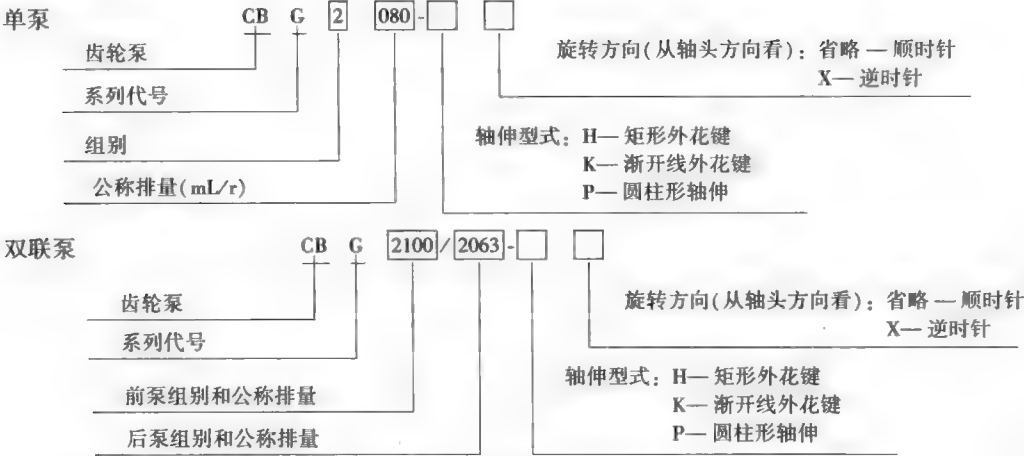 单泵 CB G 2 080-□ □
齿轮泵
旋转方向(从轴头方向看)：省略 — 顺时针
X— 逆时针
系列代号
组别
轴伸型式：H— 矩形外花键
K— 渐开线外花键
P— 圆柱形轴伸
公称排量(mL/r)
双联泵 CB G 2100/2063-□ □
齿轮泵
旋转方向(从轴头方向看)：省略 — 顺时针
X— 逆时针
系列代号
轴伸型式：H— 矩形外花键
K— 渐开线外花键
P— 圆柱形轴伸
前泵组别和公称排量
后泵组别和公称排量